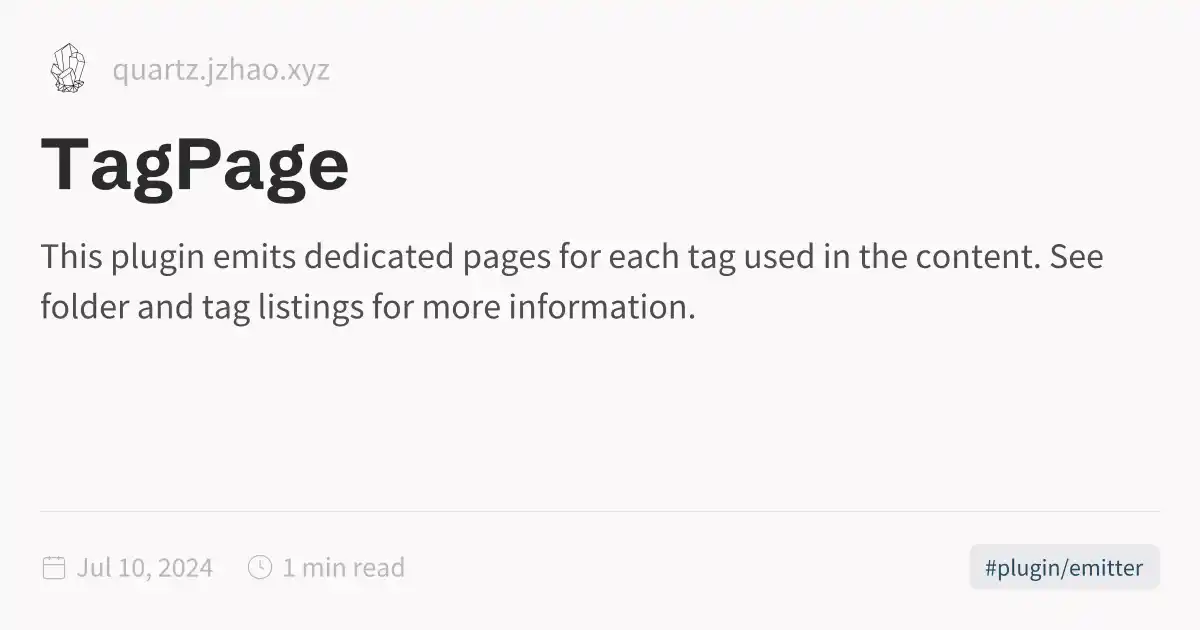 quartz.jzhao.xyz
TagPage
This plugin emits dedicated pages for each tag used in the content. See
folder and tag listings for more information.
Jul 10, 2024 1 min read #plugin/emitter